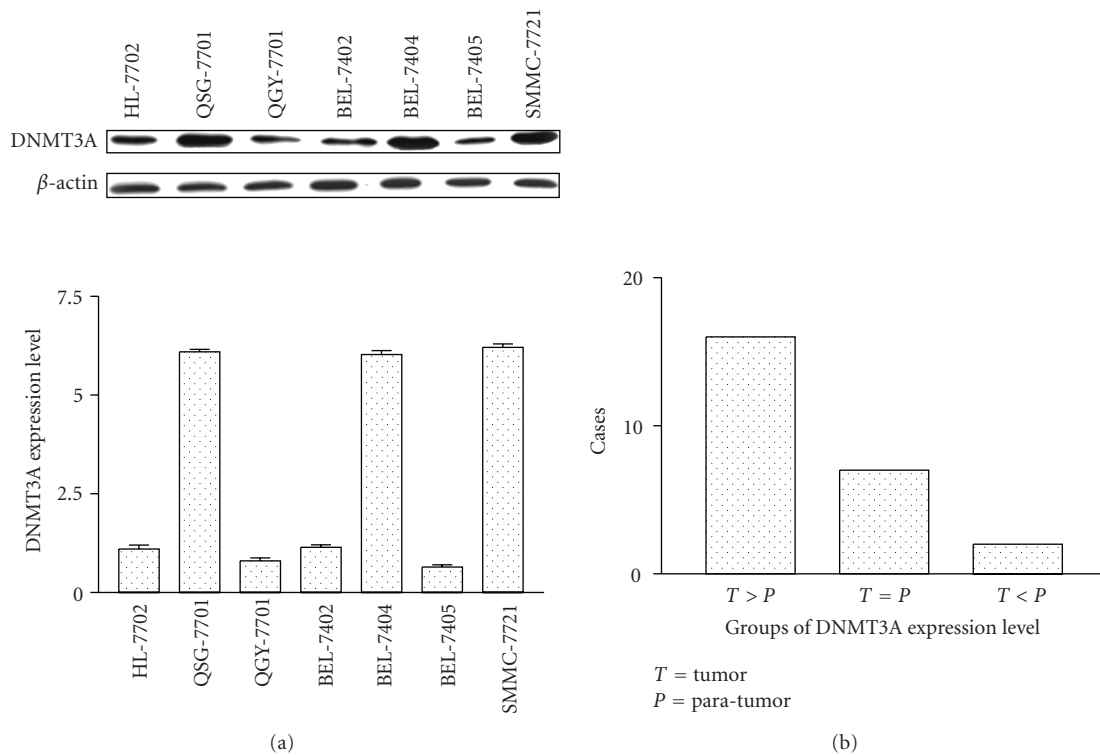 HL-7702
QSG-7701
QGY-7701
BEL-7402
BEL-7404
BEL-7405
SMMC-7721
DNMT3A
β-actin
DNMT3A expression level
7.5
5
2.5
0
HL-7702
QSG-7701
QGY-7701
BEL-7402
BEL-7404
BEL-7405
SMMC-7721
(a)
Cases
20
10
0
T > P
T = P
T < P
Groups of DNMT3A expression level
T = tumor
P = para-tumor
(b)